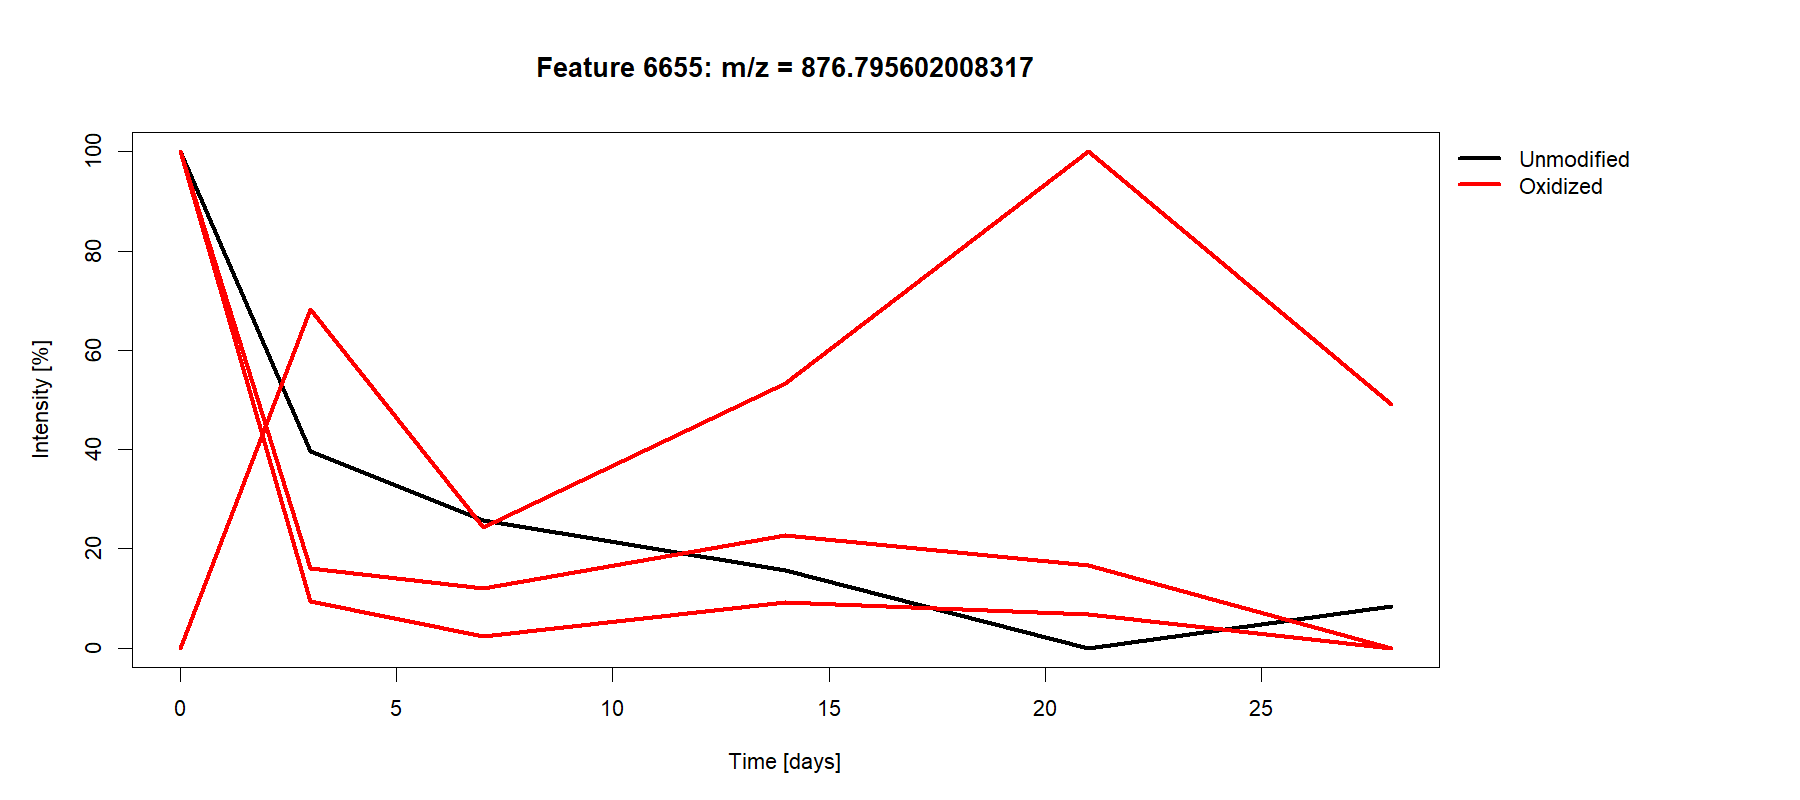 Feature 6655: m/z = 876.795602008317
Unmodified
Oxidized
Intensity [%]
100
80
60
40
20
0
0 5 10 15 20 25
Time [days]